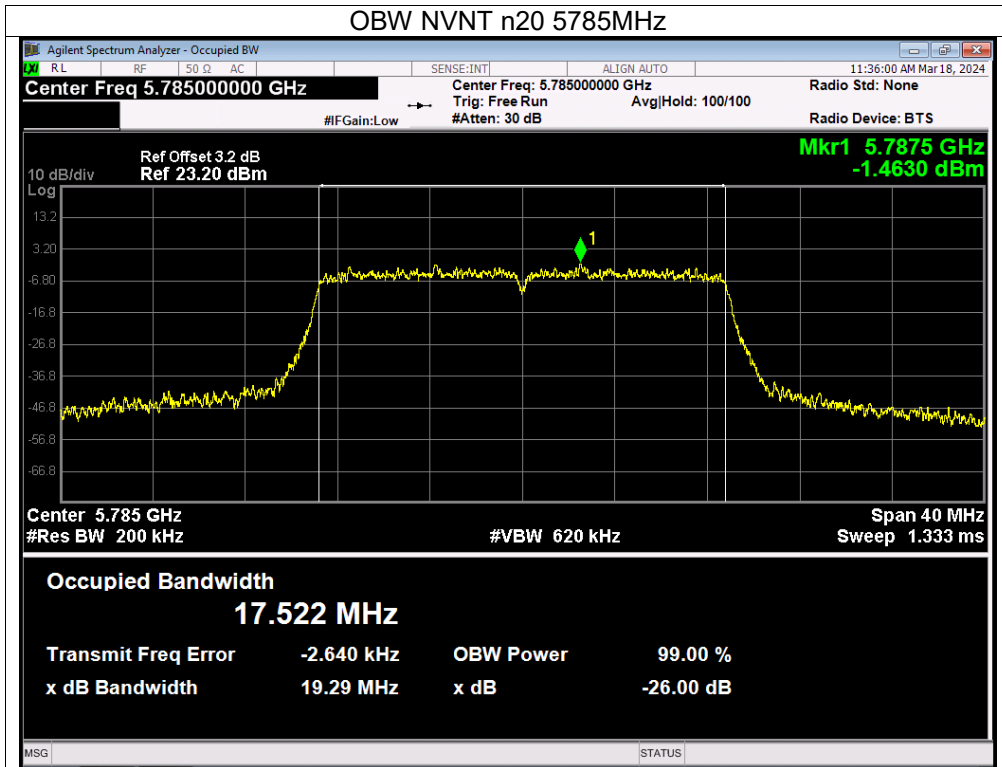 OBW NVNT n20 5785MHz
Agilent Spectrum Analyzer - Occupied BW
LXI RL RF 50 Ω AC SENSE:INT ALIGN AUTO 11:36:00 AM Mar 18, 2024
Center Freq 5.785000000 GHz Center Freq: 5.785000000 GHz Radio Std: None
Trig: Free Run Avg|Hold: 100/100
#IFGain:Low #Atten: 30 dB Radio Device: BTS
Mkr1 5.7875 GHz
-1.4630 dBm
Ref Offset 3.2 dB
10 dB/div Ref 23.20 dBm
Log
13.2
1
3.20
-6.80
-16.8
-26.8
-36.8
-46.8
-56.8
-66.8
Center 5.785 GHz Span 40 MHz
#Res BW 200 kHz #VBW 620 kHz Sweep 1.333 ms
Occupied Bandwidth
17.522 MHz
Transmit Freq Error -2.640 kHz OBW Power 99.00 %
x dB Bandwidth 19.29 MHz x dB -26.00 dB
MSG STATUS